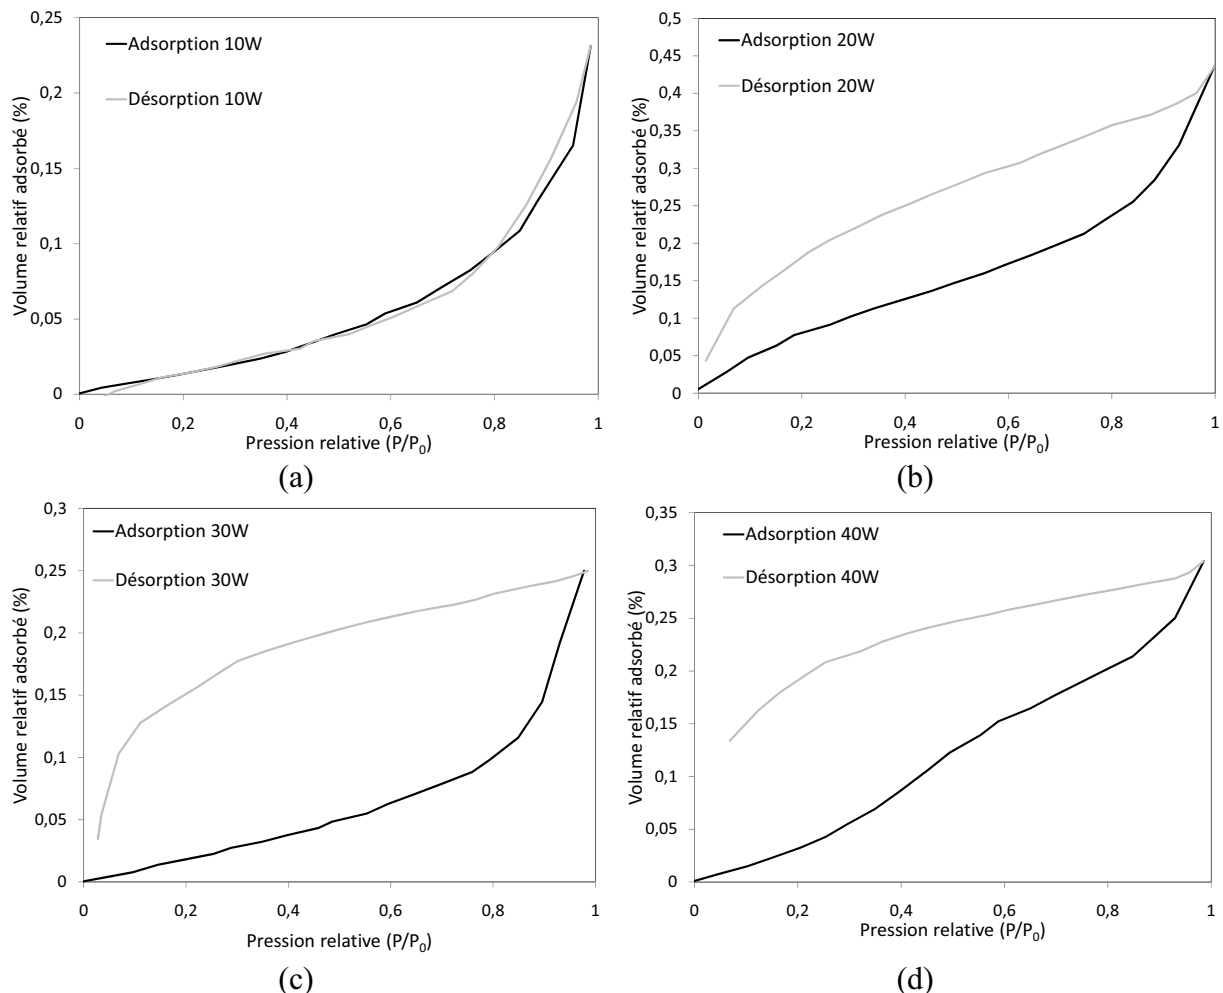 0,25
Adsorption 10W
Désorption 10W
0,2
0,15
0,1
0,05
0
Volume relatif adsorbé (%)
0 0,2 0,4 0,6 0,8 1
Pression relative (P/P0)
(a)
0,5
Adsorption 20W
0,45
Désorption 20W
0,4
0,35
0,3
0,25
0,2
0,15
0,1
0,05
0
Volume relatif adsorbé (%)
0 0,2 0,4 0,6 0,8 1
Pression relative (P/P0)
(b)
0,3
Adsorption 30W
Désorption 30W
0,25
0,2
0,15
0,1
0,05
0
Volume relatif adsorbé (%)
0 0,2 0,4 0,6 0,8 1
Pression relative (P/P0)
(c)
0,35
Adsorption 40W
0,3
Désorption 40W
0,25
0,2
0,15
0,1
0,05
0
Volume relatif adsorbé (%)
0 0,2 0,4 0,6 0,8 1
Pression relative (P/P0)
(d)